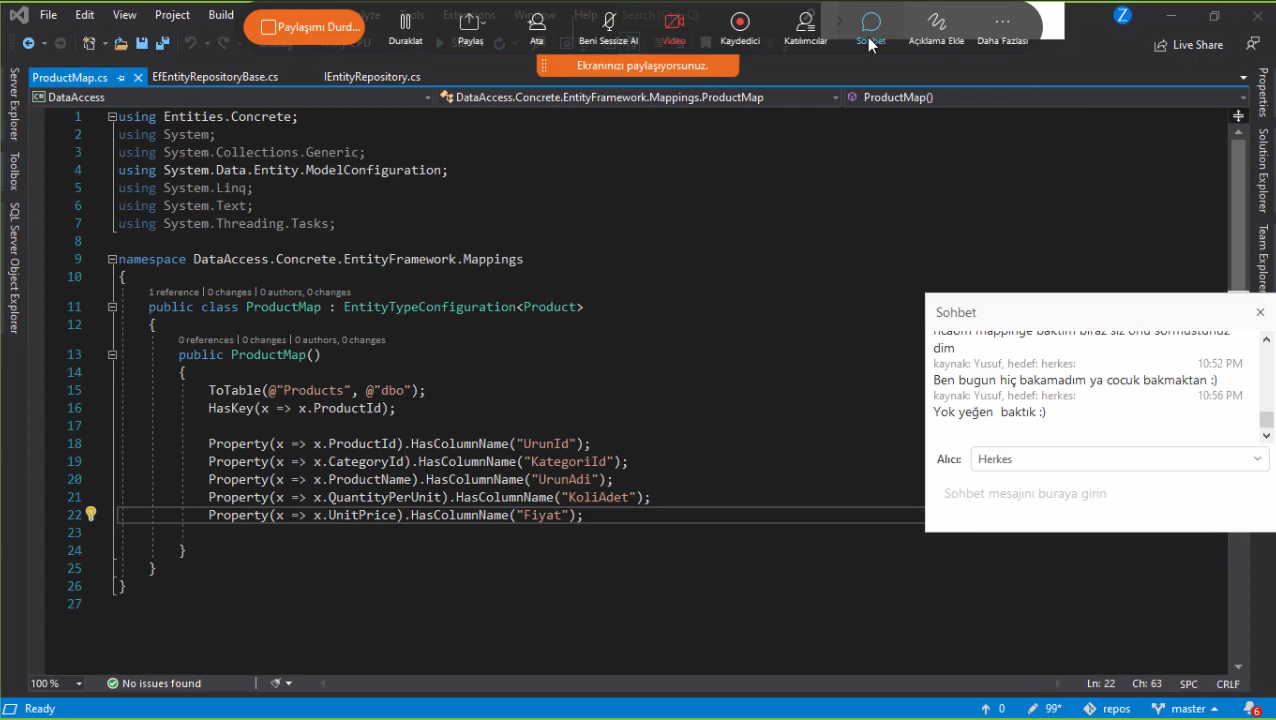 File Edit View Project Build Tools Extensions Window Help Search (Ctrl+Q)
Paylaşımı Durd...
Duraklat
Paylaş
Ata
Beni Sessize Al
Video
Kaydedici
Katılımcılar
Sohbet
Açıklama Ekle
Daha Fazlası
Live Share
Ekranınızı paylaşıyorsunuz.
ProductMap.cs EfEntityRepositoryBase.cs IEntityRepository.cs
DataAccess DataAccess.Concrete.EntityFramework.Mappings.ProductMap ProductMap()
Server Explorer
Toolbox
SQL Server Object Explorer
1 using Entities.Concrete;
2 using System;
3 using System.Collections.Generic;
4 using System.Data.Entity.ModelConfiguration;
5 using System.Linq;
6 using System.Text;
7 using System.Threading.Tasks;
8
9 namespace DataAccess.Concrete.EntityFramework.Mappings
10 {
1 reference | 0 changes | 0 authors, 0 changes
11 public class ProductMap : EntityTypeConfiguration<Product>
12 {
0 references | 0 changes | 0 authors, 0 changes
13 public ProductMap()
14 {
15 ToTable(@"Products", @"dbo");
16 HasKey(x => x.ProductId);
17
18 Property(x => x.ProductId).HasColumnName("UrunId");
19 Property(x => x.CategoryId).HasColumnName("KategoriId");
20 Property(x => x.ProductName).HasColumnName("UrunAdi");
21 Property(x => x.QuantityPerUnit).HasColumnName("KoliAdet");
22 Property(x => x.UnitPrice).HasColumnName("Fiyat");
23
24 }
25 }
26 }
27
Properties
Solution Explorer
Team Explorer
Sohbet
dim
kaynak: Yusuf, hedef: herkes: 10:52 PM
Ben bugun hiç bakamadım ya cocuk bakmaktan :)
kaynak: Yusuf, hedef: herkes: 10:56 PM
Yok yeğen baktık :)
Alıcı: Herkes
Sohbet mesajını buraya girin
100 % No issues found Ln: 22 Ch: 63 SPC CRLF
Ready 0 99* repos master 6